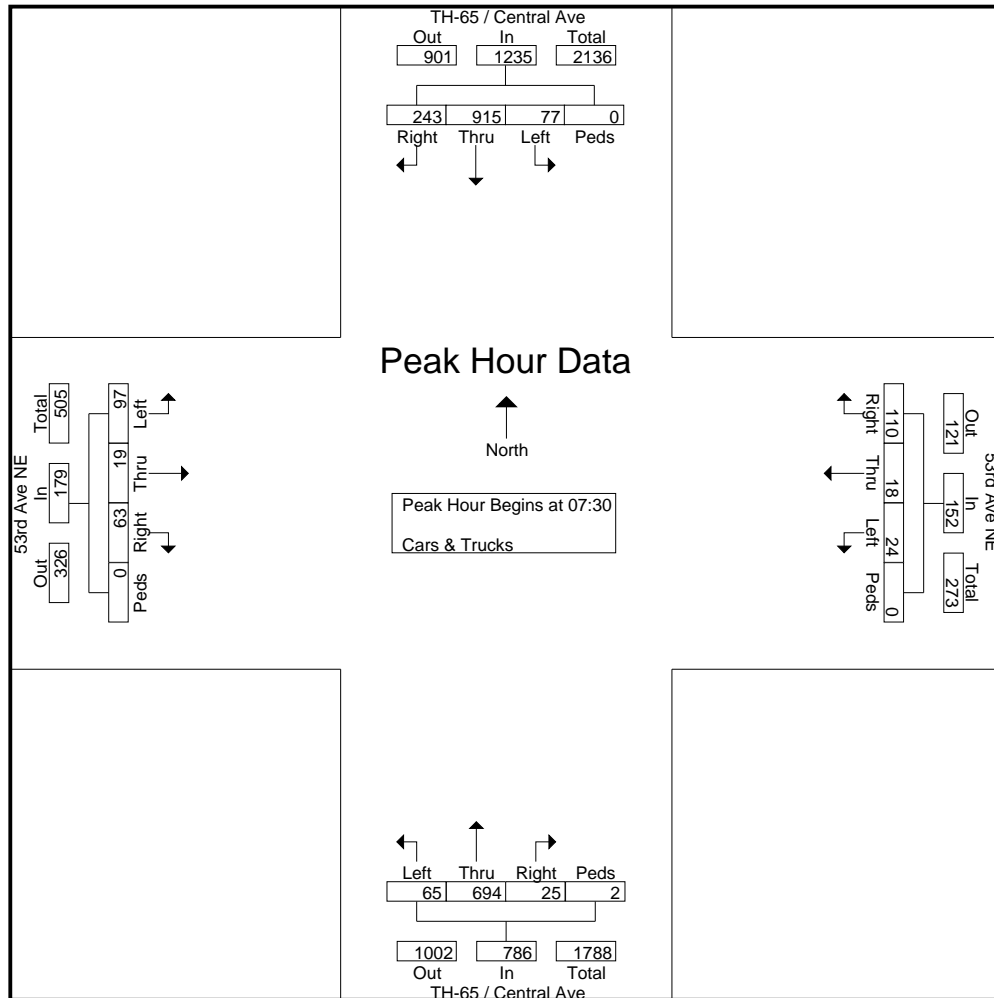 TH-65 / Central Ave
Out In Total
901 1235 2136
243 915 77 0
Right Thru Left Peds
Peak Hour Data
North
Peak Hour Begins at 07:30
Cars & Trucks
53rd Ave NE
Total In Out
505 179 326
97 19 63 0
Left Thru Right Peds
53rd Ave NE
Out In Total
121 152 273
110 18 24 0
Right Thru Left Peds
Left Thru Right Peds
65 694 25 2
1002 786 1788
Out In Total
TH-65 / Central Ave